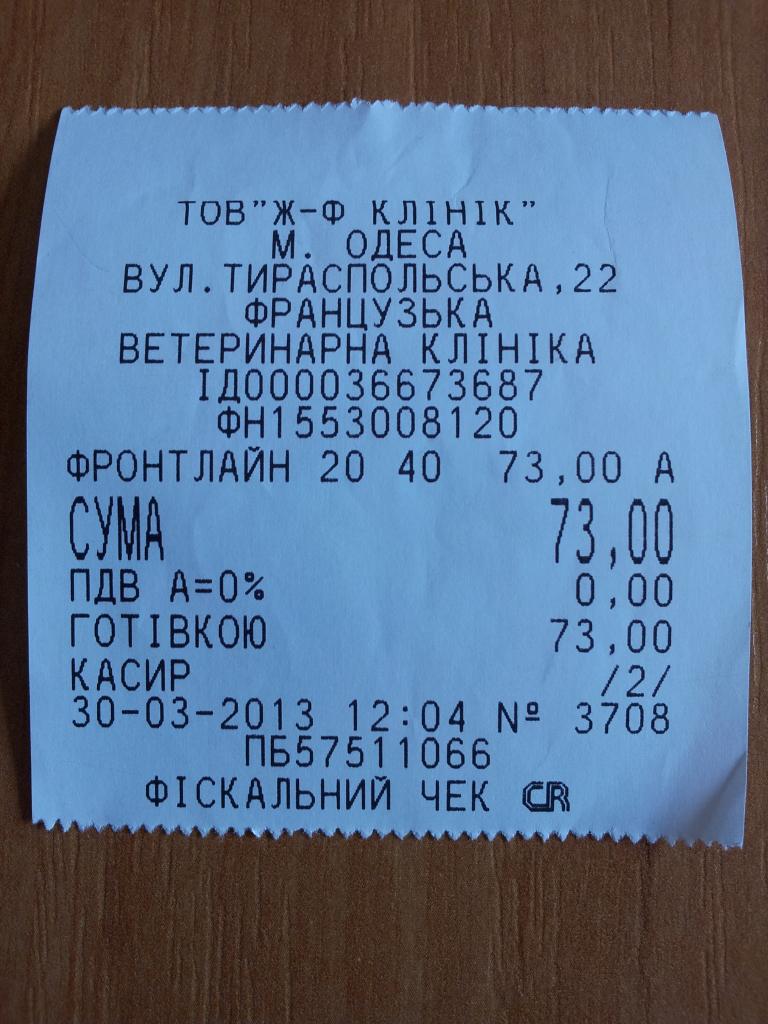 ТОВ"Ж-Ф КЛІНІК"
М. ОДЕСА
ВУЛ.ТИРАСПОЛЬСЬКА,22
ФРАНЦУЗЬКА
ВЕТЕРИНАРНА КЛІНІКА
ІД000036673687
ФН1553008120
ФРОНТЛАЙН 20 40 73,00 А
СУМА 73,00
ПДВ А=0% 0,00
ГОТІВКОЮ 73,00
КАСИР /2/
30-03-2013 12:04 № 3708
ПБ57511066
ФІСКАЛЬНИЙ ЧЕК CR